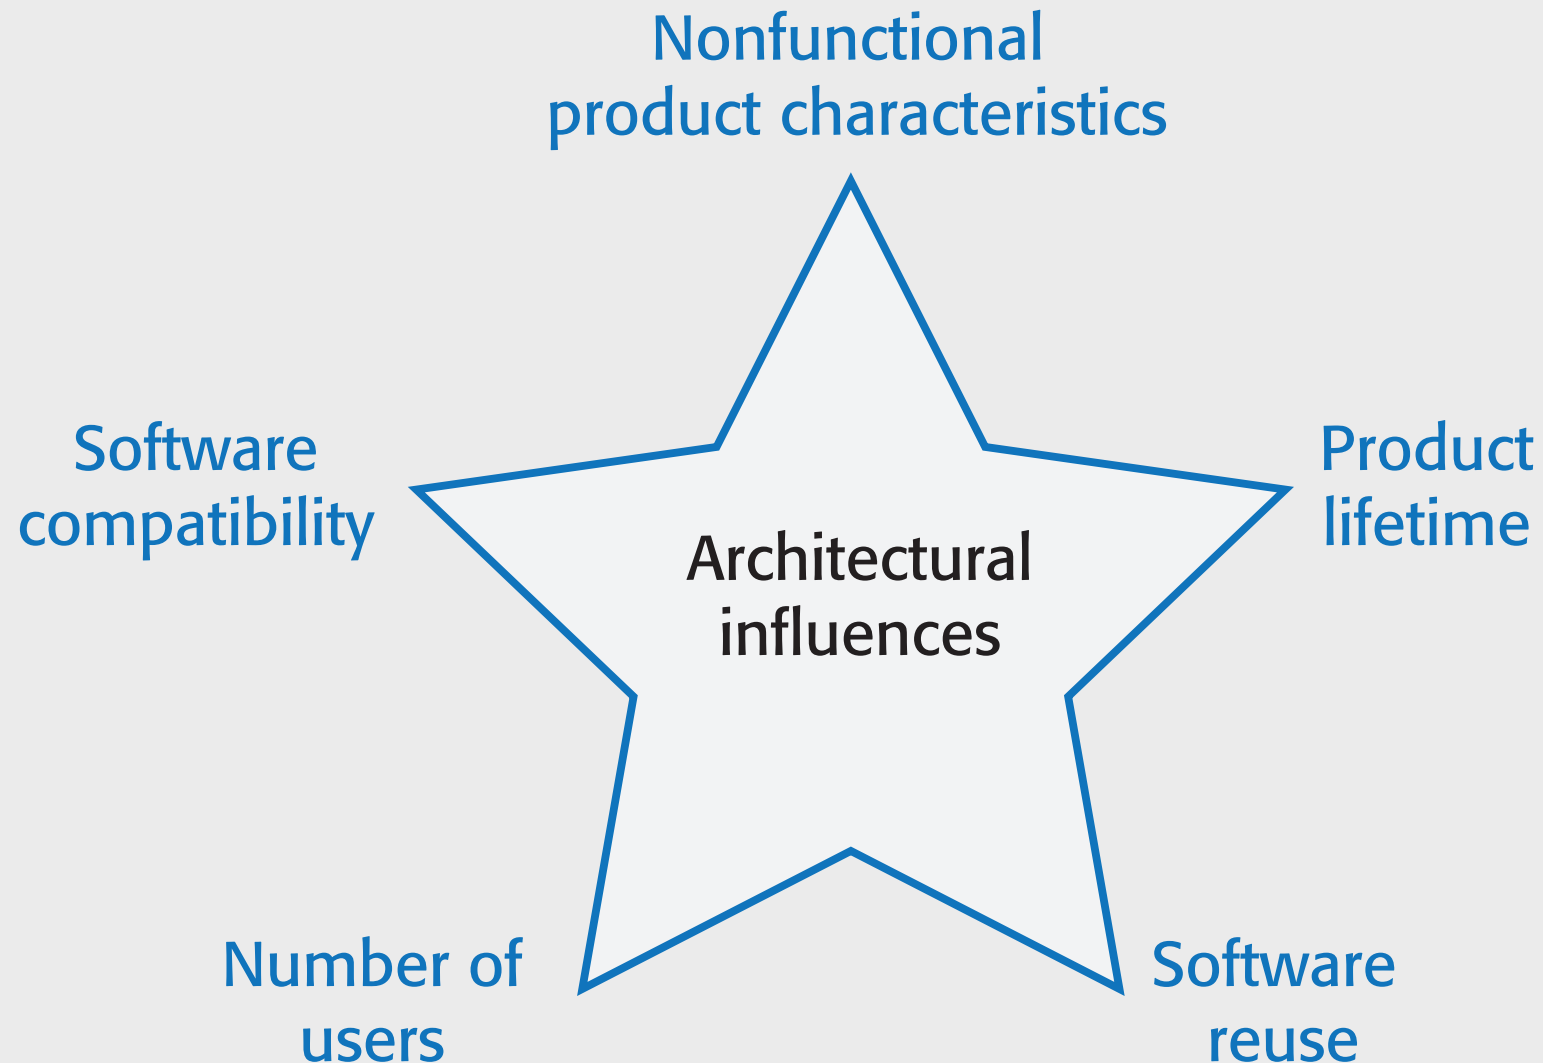 Nonfunctional
product characteristics
Software
compatibility
Product
lifetime
Architectural
influences
Number of
users
Software
reuse